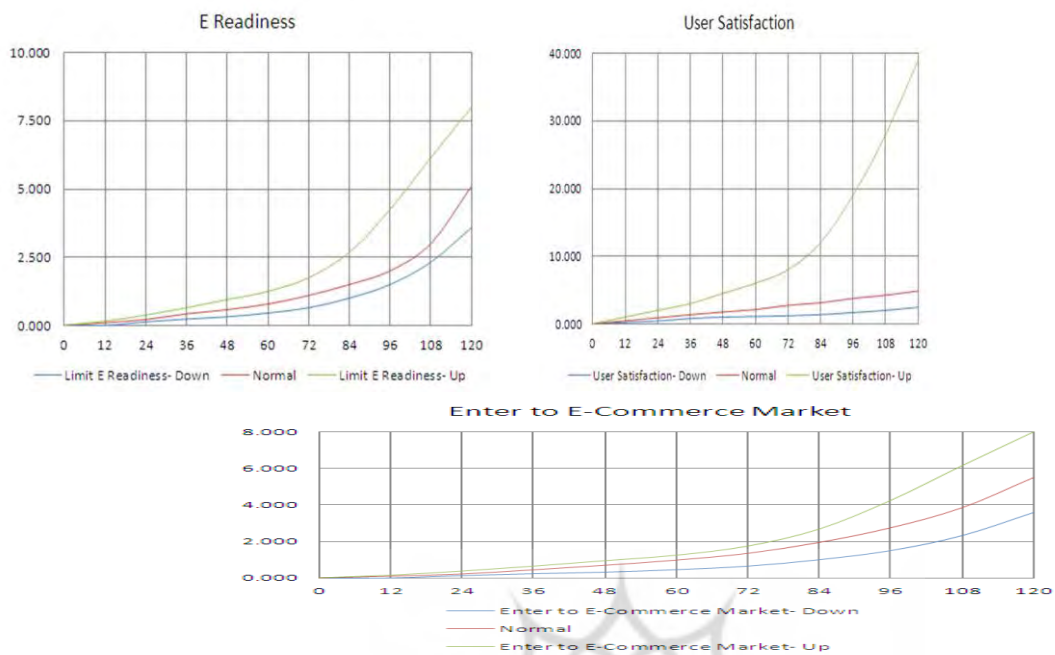 E Readiness
10.000
7.500
5.000
2.500
0.000
0 12 24 36 48 60 72 84 96 108 120
Limit E Readiness- Down Normal Limit E Readiness- Up
User Satisfaction
40.000
30.000
20.000
10.000
0.000
0 12 24 36 48 60 72 84 96 108 120
User Satisfaction- Down Normal User Satisfaction- Up
Enter to E-Commerce Market
8.000
6.000
4.000
2.000
0.000
0 12 24 36 48 60 72 84 96 108 120
Enter to E-Commerce Market- Down
Normal
Enter to E-Commerce Market- Up